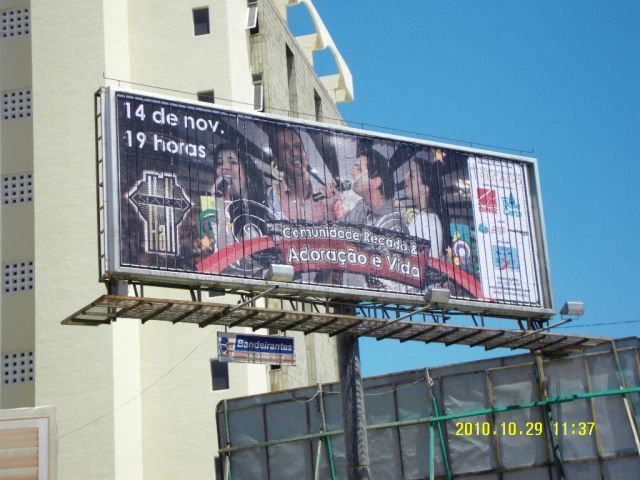 14 de nov.
19 horas
Comunidade Recado &
Adoração e Vida
Bandeirantes
2010.10.29 11:37